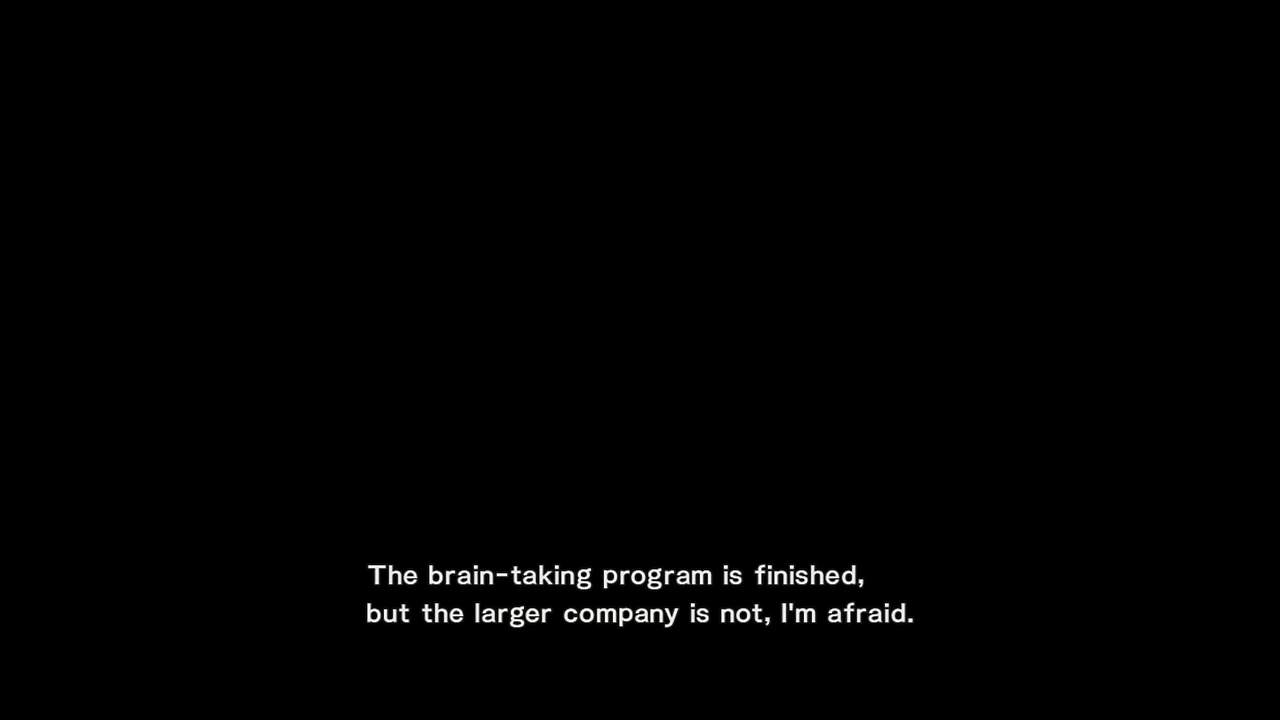 The brain-taking program is finished,
but the larger company is not, I'm afraid.